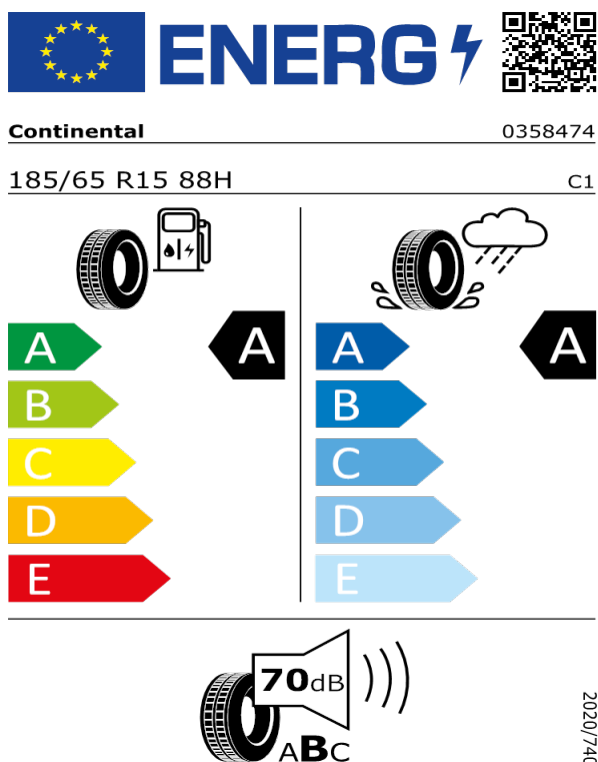 ENERG
Continental 0358474
185/65 R15 88H C1
A A A A
B B
C C
D D
E E
70dB
ABC
2020/740